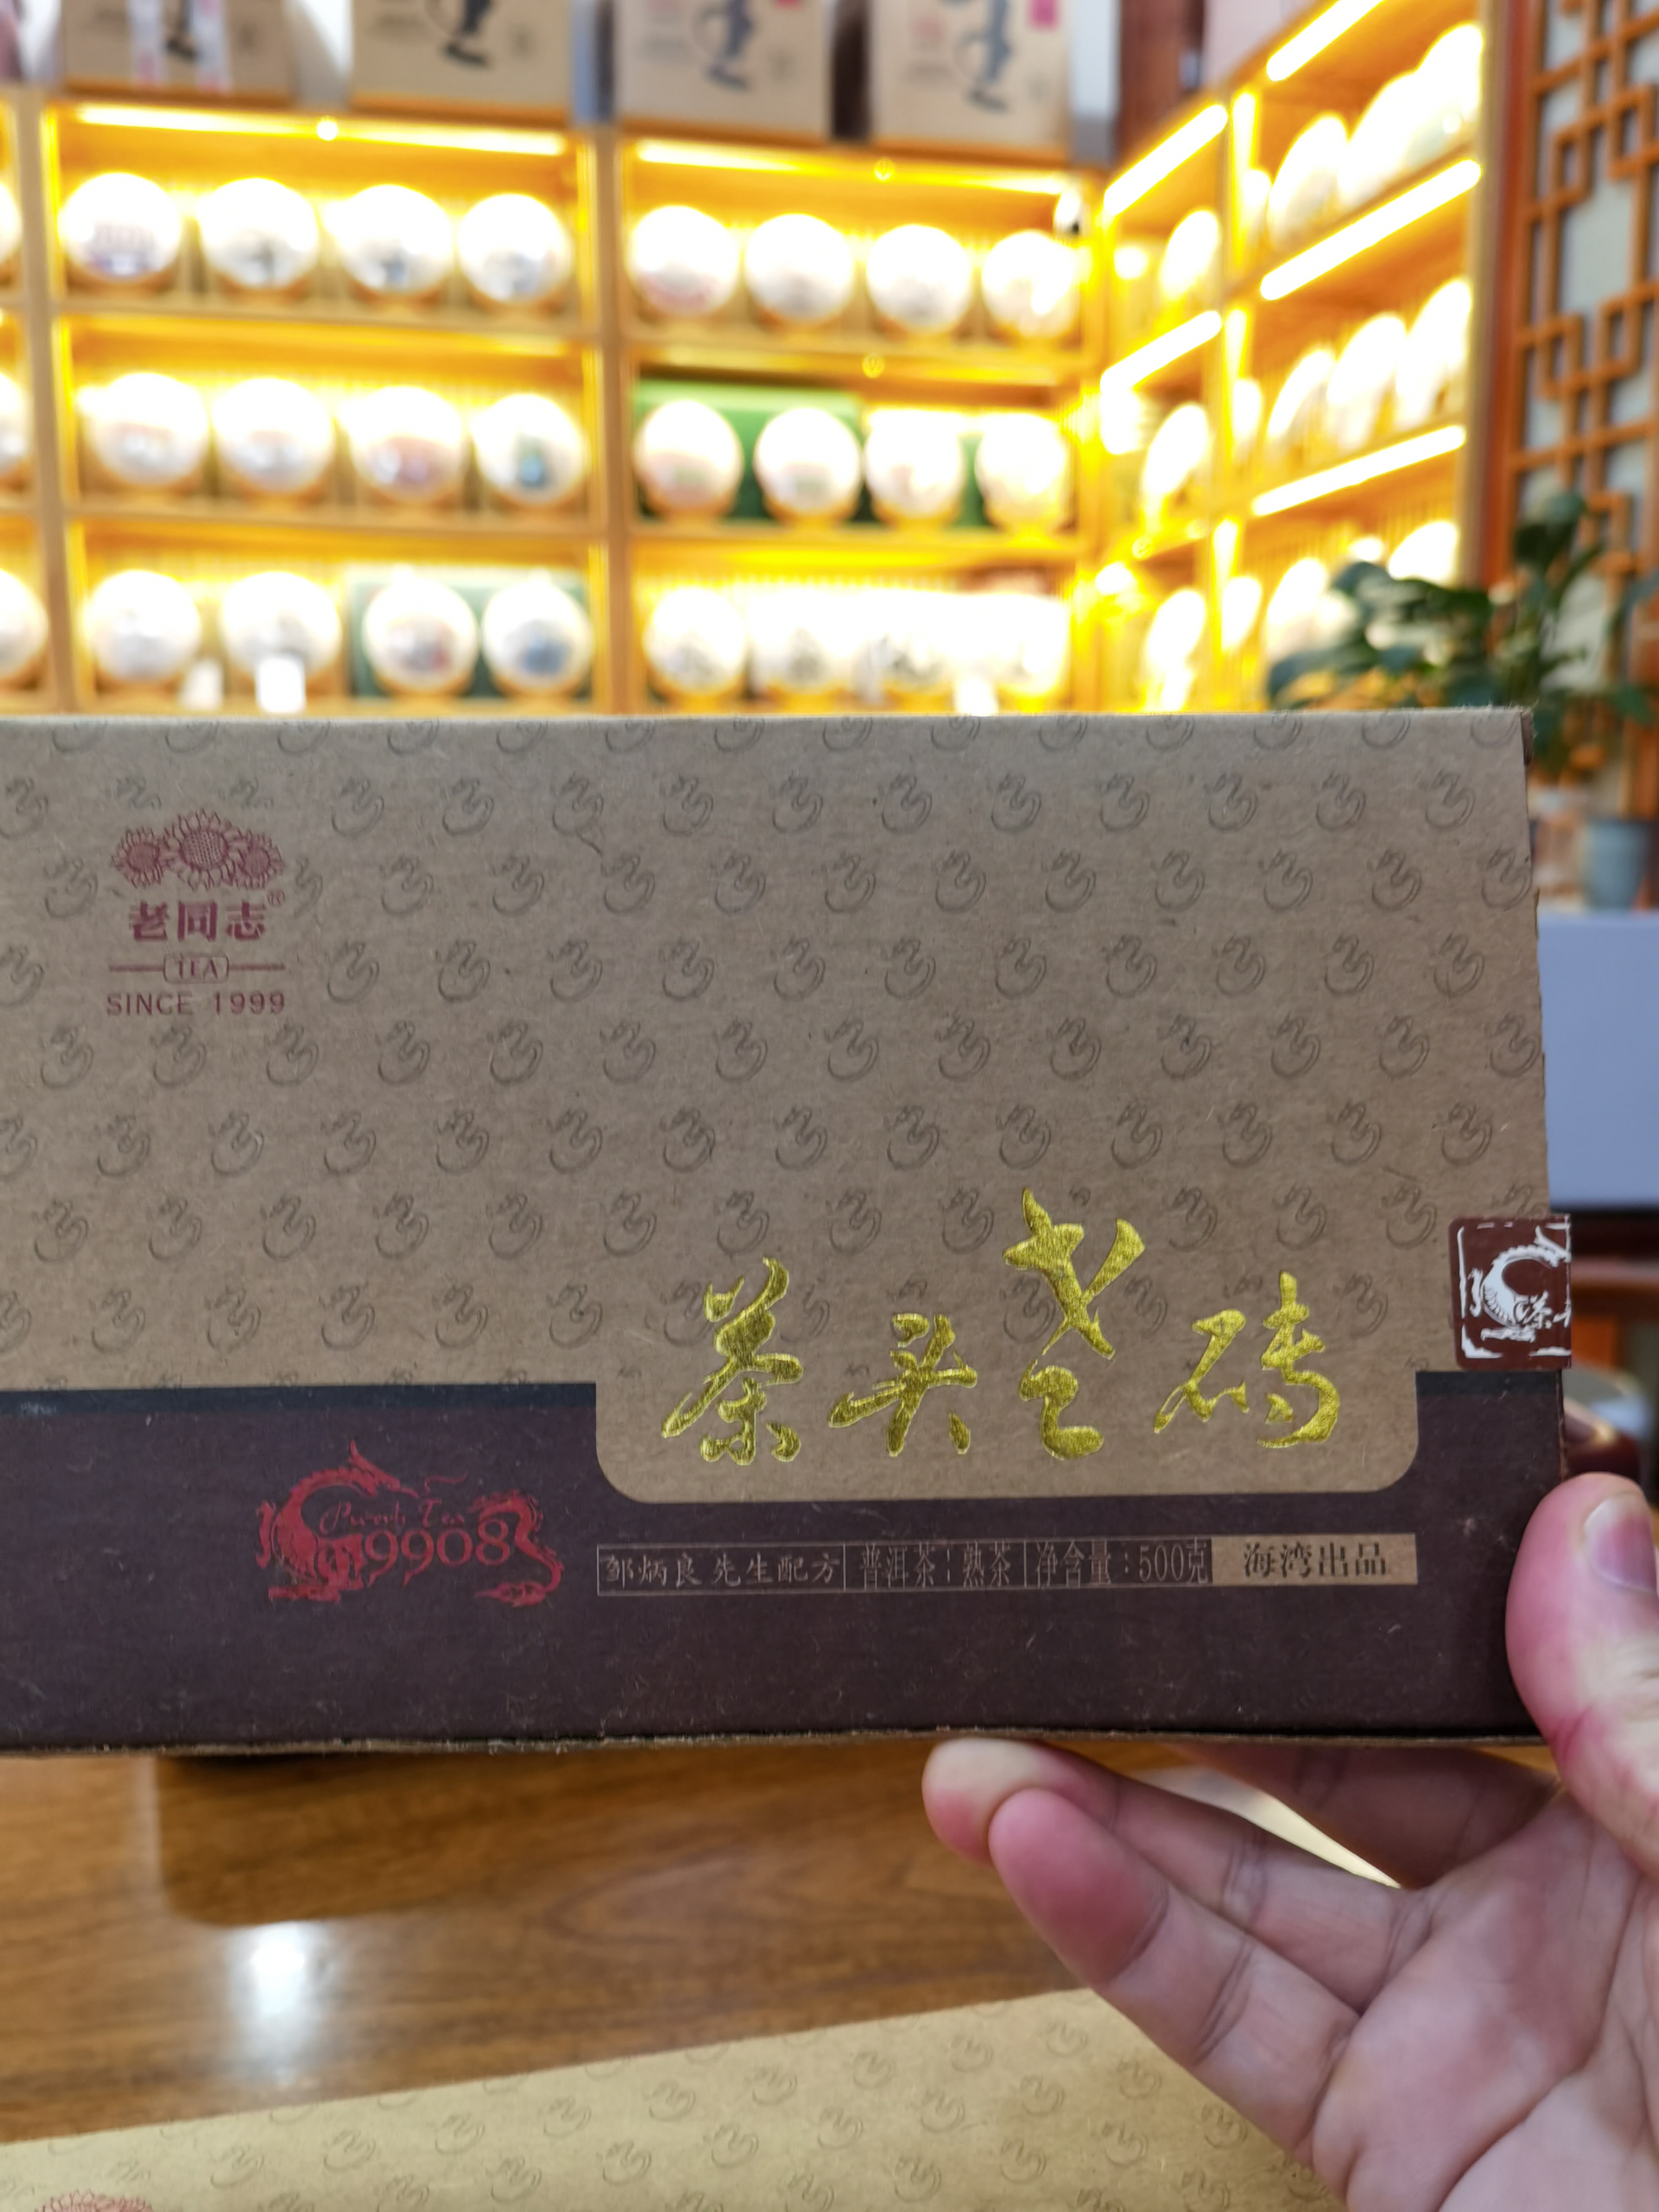 老同志®
TEA
SINCE 1999
茶头老砖
Pu-erh Tea
9908
邹炳良 先生配方 普洱茶 熟茶 净含量:500克 海湾出品
茶